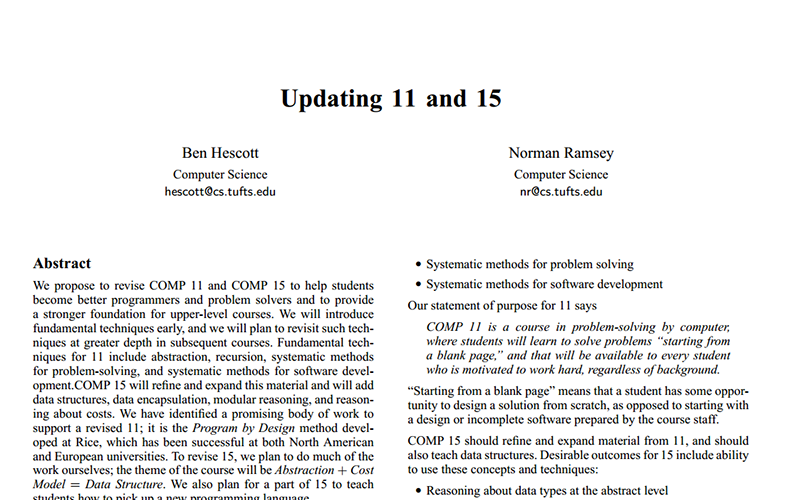 Updating 11 and 15
Ben Hescott
Computer Science
hescott@cs.tufts.edu
Norman Ramsey
Computer Science
nr@cs.tufts.edu
Abstract
We propose to revise COMP 11 and COMP 15 to help students
become better programmers and problem solvers and to provide
a stronger foundation for upper-level courses. We will introduce
fundamental techniques early, and we will plan to revisit such tech-
niques at greater depth in subsequent courses. Fundamental tech-
niques for 11 include abstraction, recursion, systematic methods
for problem-solving, and systematic methods for software devel-
opment.COMP 15 will refine and expand this material and will add
data structures, data encapsulation, modular reasoning, and reason-
ing about costs. We have identified a promising body of work to
support a revised 11; it is the Program by Design method devel-
oped at Rice, which has been successful at both North American
and European universities. To revise 15, we plan to do much of the
work ourselves; the theme of the course will be Abstraction + Cost
Model = Data Structure. We also plan for a part of 15 to teach
students how to pick up a new programming language.
• Systematic methods for problem solving
• Systematic methods for software development
Our statement of purpose for 11 says
COMP 11 is a course in problem-solving by computer,
where students will learn to solve problems “starting from
a blank page,” and that will be available to every student
who is motivated to work hard, regardless of background.
“Starting from a blank page” means that a student has some oppor-
tunity to design a solution from scratch, as opposed to starting with
a design or incomplete software prepared by the course staff.
COMP 15 should refine and expand material from 11, and should
also teach data structures. Desirable outcomes for 15 include ability
to use these concepts and techniques:
• Reasoning about data types at the abstract level